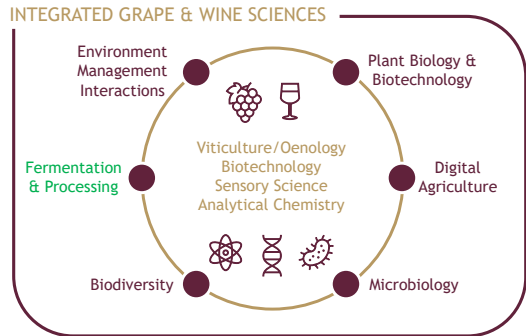 INTEGRATED GRAPE & WINE SCIENCES
Environment
Management
Interactions
Plant Biology &
Biotechnology
Viticulture/Oenology
Biotechnology
Sensory Science
Analytical Chemistry
Fermentation
& Processing
Digital
Agriculture
Biodiversity
Microbiology